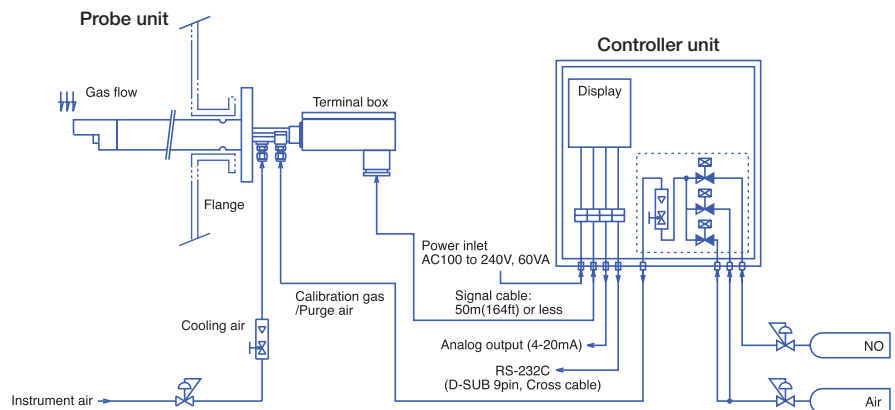 Probe unit
Controller unit
Gas flow
Terminal box
Display
Flange
Power inlet
AC100 to 240V, 60VA
Signal cable:
50m(164ft) or less
Calibration gas
/Purge air
Cooling air
Analog output (4-20mA)
NO
RS-232C
(D-SUB 9pin, Cross cable)
Instrument air
Air